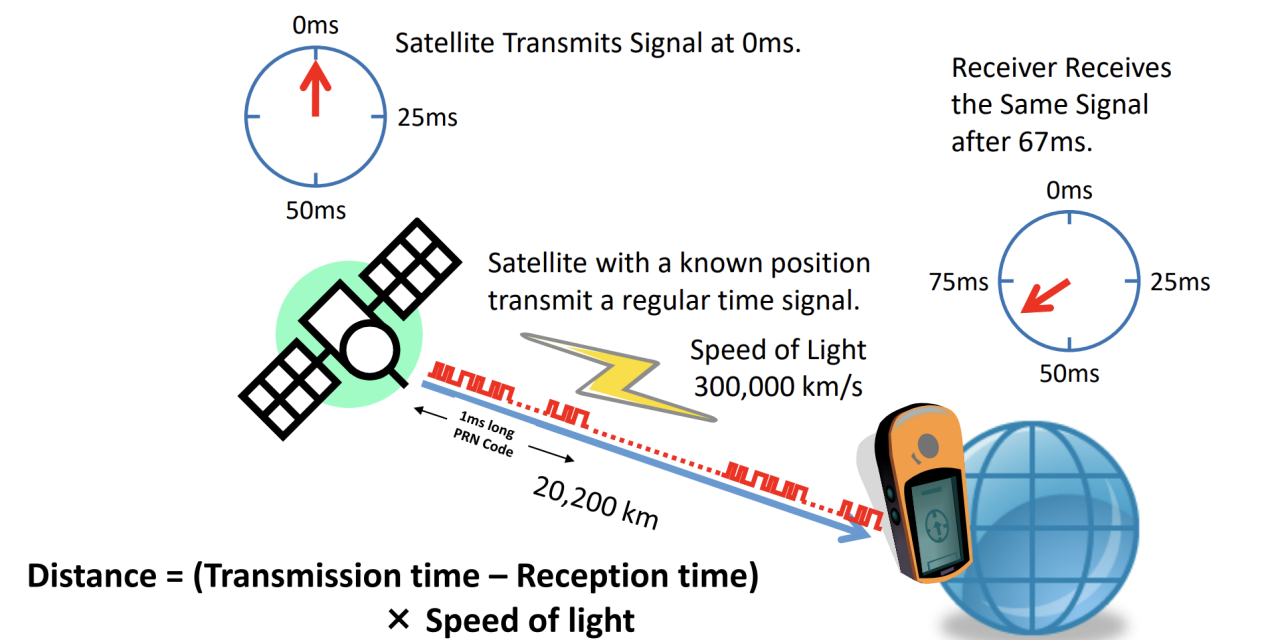 0ms
Satellite Transmits Signal at 0ms.
25ms
50ms
Receiver Receives
the Same Signal
after 67ms.
0ms
75ms
25ms
50ms
Satellite with a known position
transmit a regular time signal.
Speed of Light
300,000 km/s
1ms long
PRN Code
20,200 km
Distance = (Transmission time – Reception time)
× Speed of light